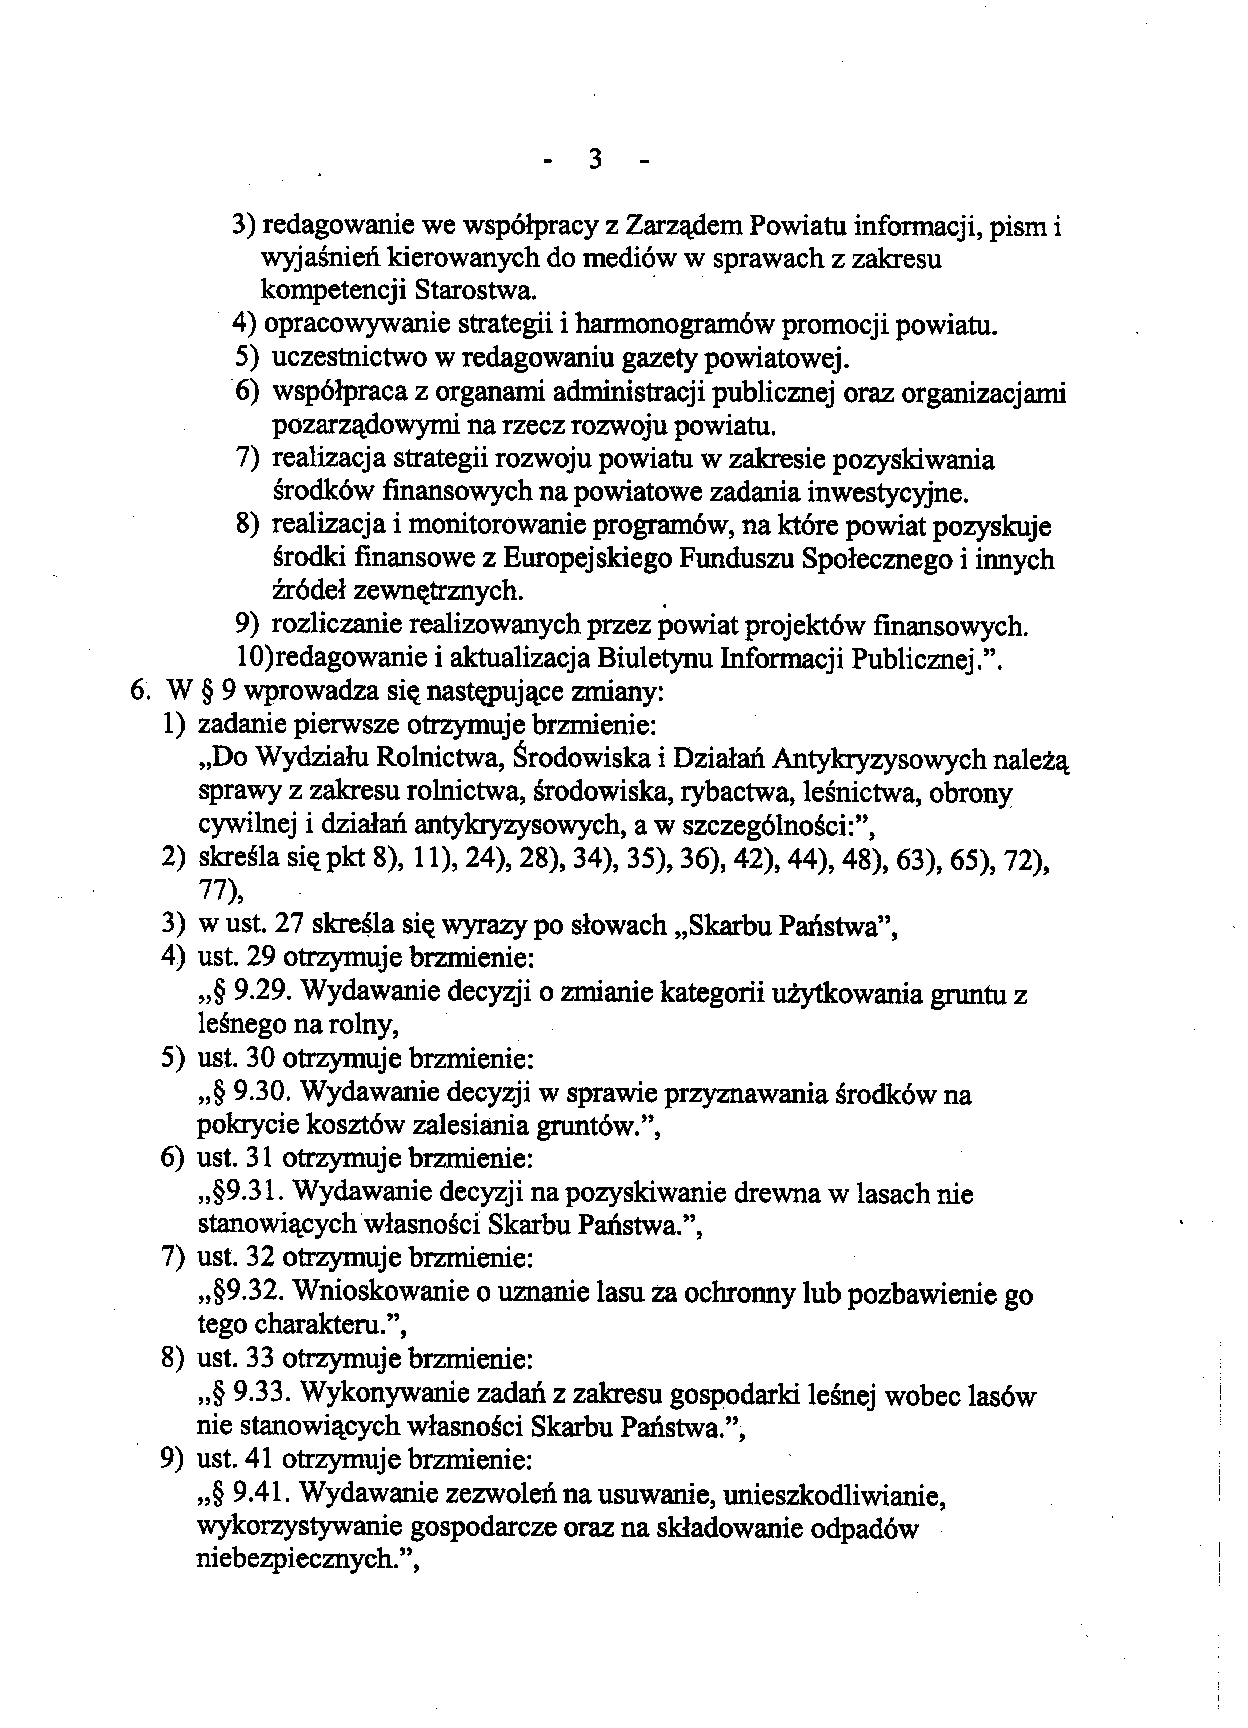 - 3 -
3) redagowanie we współpracy z Zarządem Powiatu informacji, pism i
wyjaśnień kierowanych do mediów w sprawach z zakresu
kompetencji Starostwa.
4) opracowywanie strategii i harmonogramów promocji powiatu.
5) uczestnictwo w redagowaniu gazety powiatowej.
6) współpraca z organami administracji publicznej oraz organizacjami
pozarządowymi na rzecz rozwoju powiatu.
7) realizacja strategii rozwoju powiatu w zakresie pozyskiwania
środków finansowych na powiatowe zadania inwestycyjne.
8) realizacja i monitorowanie programów, na które powiat pozyskuje
środki finansowe z Europejskiego Funduszu Społecznego i innych
źródeł zewnętrznych.
9) rozliczanie realizowanych przez powiat projektów finansowych.
10)redagowanie i aktualizacja Biuletynu Informacji Publicznej.”.
6. W § 9 wprowadza się następujące zmiany:
1) zadanie pierwsze otrzymuje brzmienie:
„Do Wydziału Rolnictwa, Środowiska i Działań Antykryzysowych należą
sprawy z zakresu rolnictwa, środowiska, rybactwa, leśnictwa, obrony
cywilnej i działań antykryzysowych, a w szczególności:”,
2) skreśla się pkt 8), 11), 24), 28), 34), 35), 36), 42), 44), 48), 63), 65), 72),
77),
3) w ust. 27 skreśla się wyrazy po słowach „Skarbu Państwa”,
4) ust. 29 otrzymuje brzmienie:
„§ 9.29. Wydawanie decyzji o zmianie kategorii użytkowania gruntu z
leśnego na rolny,
5) ust. 30 otrzymuje brzmienie:
„§ 9.30. Wydawanie decyzji w sprawie przyznawania środków na
pokrycie kosztów zalesiania gruntów.”,
6) ust. 31 otrzymuje brzmienie:
„§9.31. Wydawanie decyzji na pozyskiwanie drewna w lasach nie
stanowiących własności Skarbu Państwa.”,
7) ust. 32 otrzymuje brzmienie:
„§9.32. Wnioskowanie o uznanie lasu za ochronny lub pozbawienie go
tego charakteru.”,
8) ust. 33 otrzymuje brzmienie:
„§ 9.33. Wykonywanie zadań z zakresu gospodarki leśnej wobec lasów
nie stanowiących własności Skarbu Państwa.”,
9) ust. 41 otrzymuje brzmienie:
„§ 9.41. Wydawanie zezwoleń na usuwanie, unieszkodliwianie,
wykorzystywanie gospodarcze oraz na składowanie odpadów
niebezpiecznych.”,